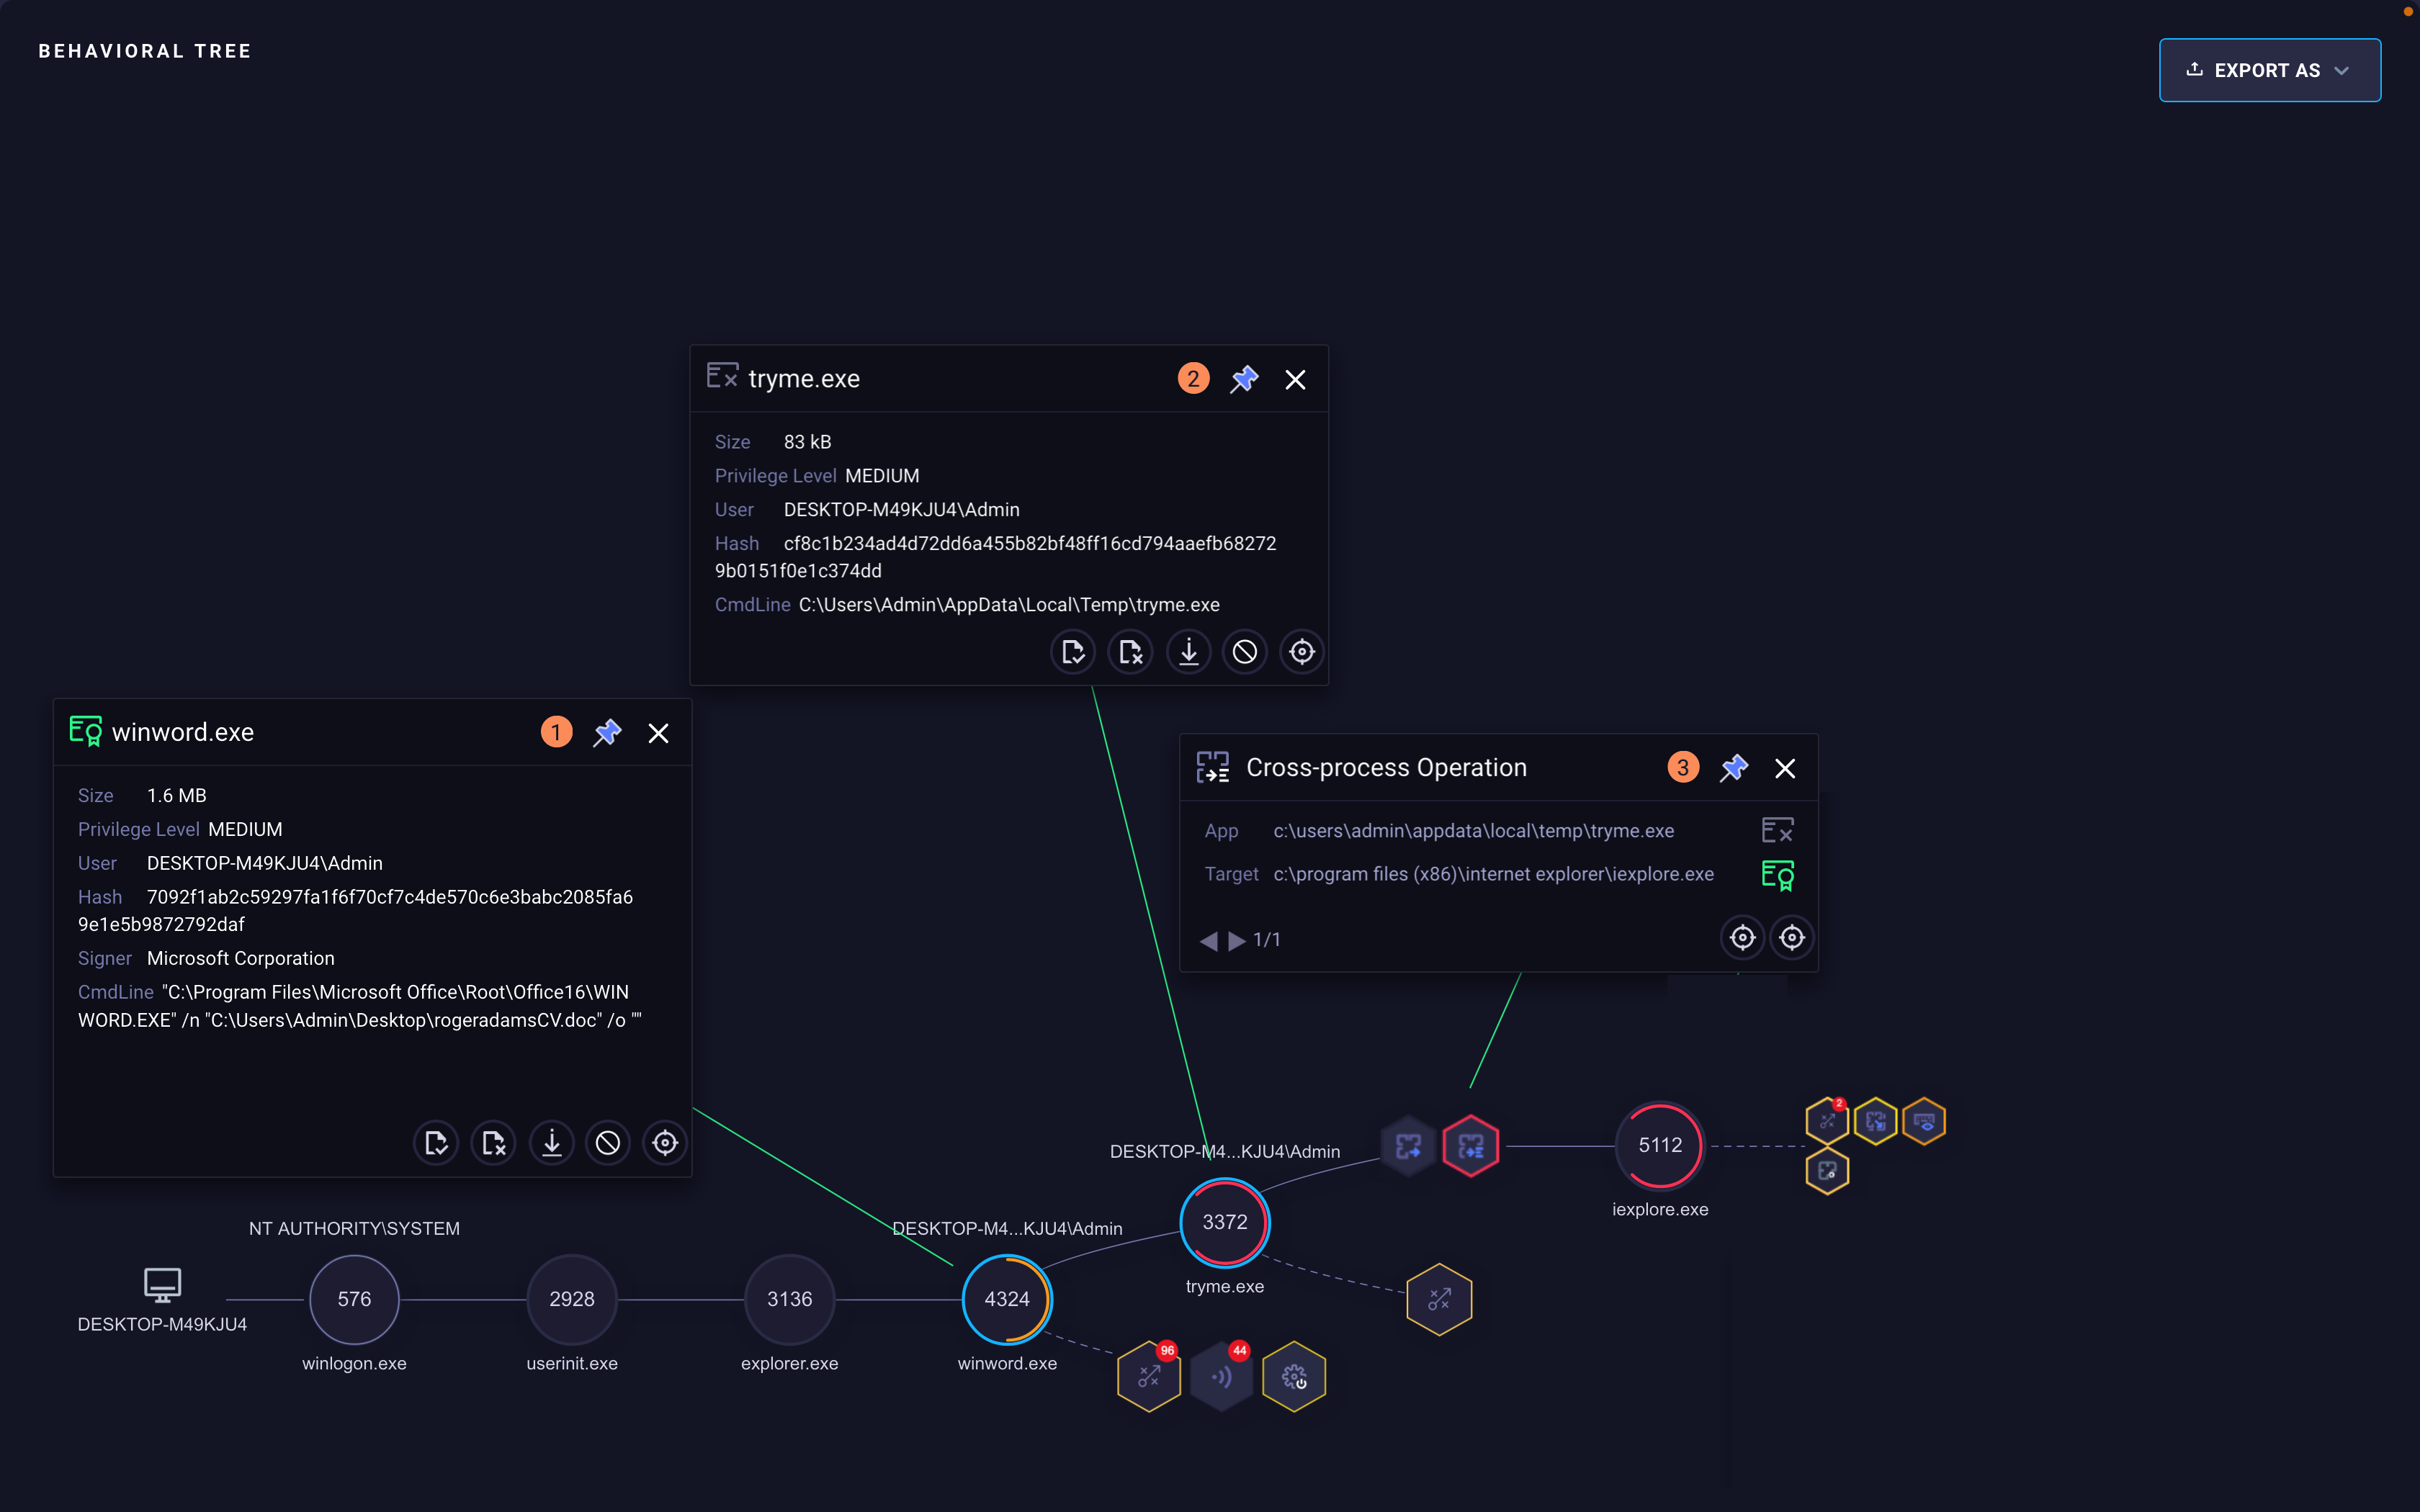 BEHAVIORAL TREE
EXPORT AS
tryme.exe
2
Size 83 kB
Privilege Level MEDIUM
User DESKTOP-M49KJU4\Admin
Hash cf8c1b234ad4d72dd6a455b82bf48ff16cd794aaefb68272
9b0151f0e1c374dd
CmdLine C:\Users\Admin\AppData\Local\Temp\tryme.exe
winword.exe
1
Size 1.6 MB
Privilege Level MEDIUM
User DESKTOP-M49KJU4\Admin
Hash 7092f1ab2c59297fa1f6f70cf7c4de570c6e3babc2085fa6
9e1e5b9872792daf
Signer Microsoft Corporation
CmdLine "C:\Program Files\Microsoft Office\Root\Office16\WIN
WORD.EXE" /n "C:\Users\Admin\Desktop\rogeradamsCV.doc" /o ""
Cross-process Operation
3
App c:\users\admin\appdata\local\temp\tryme.exe
Target c:\program files (x86)\internet explorer\iexplore.exe
1/1
DESKTOP-M49KJU4
NT AUTHORITY\SYSTEM
576
winlogon.exe
2928
userinit.exe
3136
explorer.exe
DESKTOP-M4...KJU4\Admin
4324
winword.exe
96
44
DESKTOP-M4...KJU4\Admin
3372
tryme.exe
5112
iexplore.exe
2